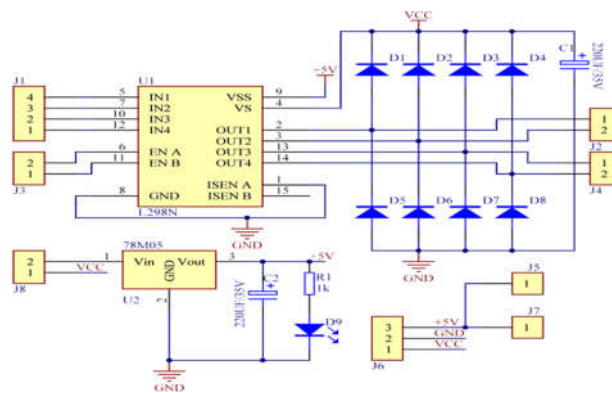 VCC
J1
4
3
2
1
5
7
10
12
U1
IN1
IN2
IN3
IN4
VSS
VS
9
4
+5V
OUT1
OUT2
OUT3
OUT4
2
3
13
14
J3
2
1
6
11
EN A
EN B
8
GND
ISEN A
ISEN B
1
15
L298N
GND
D1
D2
D3
D4
C1
220UF/35V
J2
1
2
1
2
J4
D5
D6
D7
D8
GND
78M05
2
1
J8
VCC
1
Vin
GND
Vout
3
+5V
U2
2
C2
220UF/35V
R1
1k
D9
GND
J5
1
J7
1
3
2
1
J6
+5V
GND
VCC